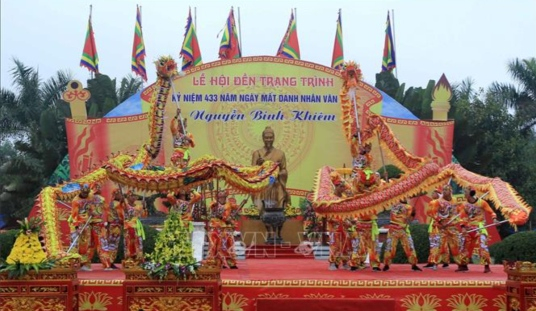 LỄ HỘI ĐỀN TRẠNG TRÌNH
KỶ NIỆM 433 NĂM NGÀY MẤT DANH NHÂN VĂN
Nguyễn Bỉnh Khiêm